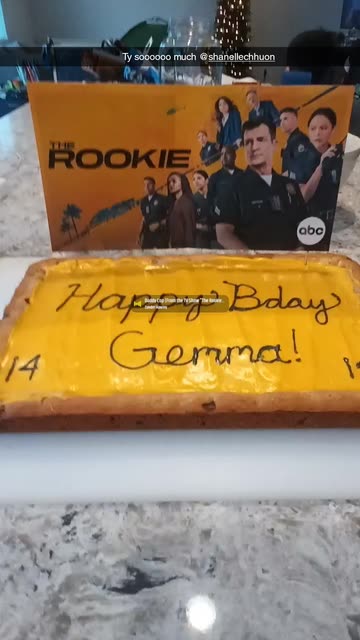 Ty soooooo much @shanellechhuon
THE
ROOKIE
abc
Happy Bday
Gemma!
14